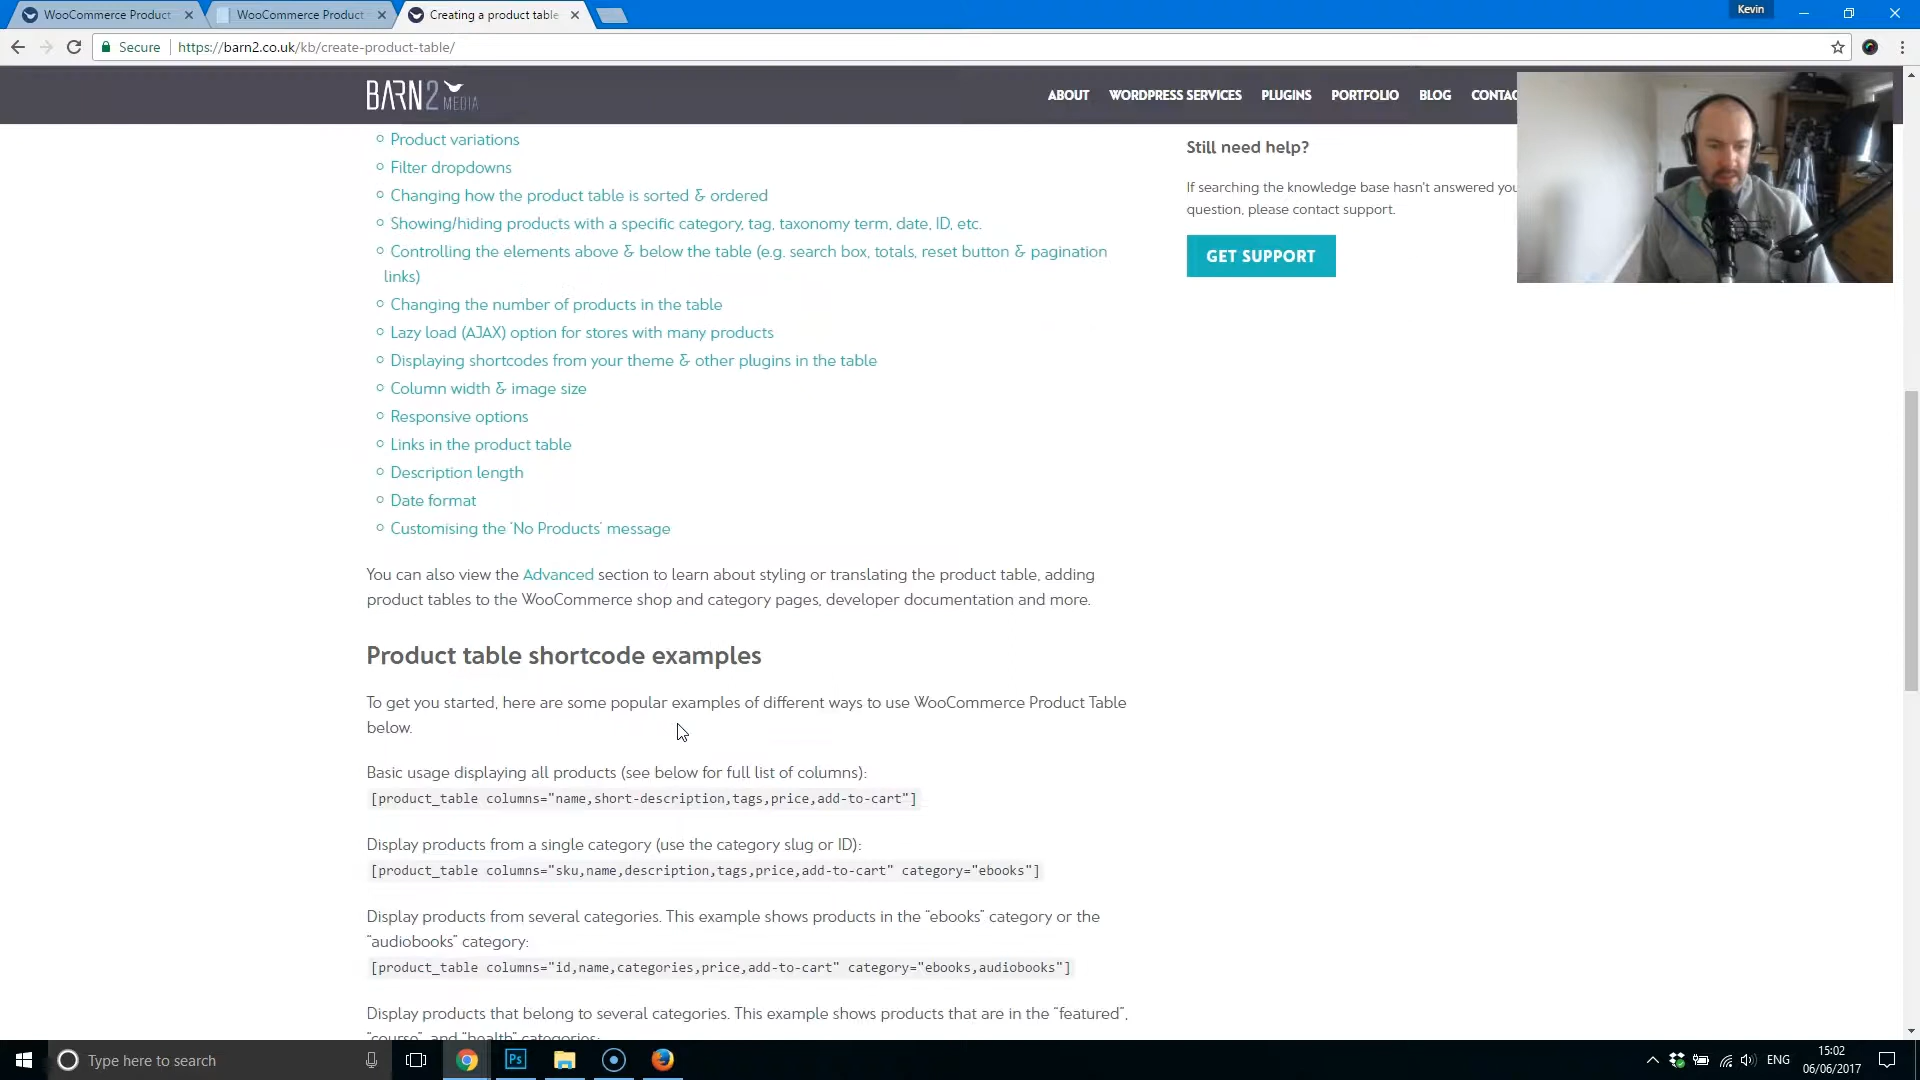 WooCommerce Product
WooCommerce Product
Creating a product table
Kevin
Secure
https://barn2.co.uk/kb/create-product-table/
BARN2 MEDIA
ABOUT
WORDPRESS SERVICES
PLUGINS
PORTFOLIO
BLOG
CONTAC
Product variations
Filter dropdowns
Changing how the product table is sorted & ordered
Showing/hiding products with a specific category, tag, taxonomy term, date, ID, etc.
Controlling the elements above & below the table (e.g. search box, totals, reset button & pagination
links)
Changing the number of products in the table
Lazy load (AJAX) option for stores with many products
Displaying shortcodes from your theme & other plugins in the table
Column width & image size
Responsive options
Links in the product table
Description length
Date format
Customising the 'No Products' message
Still need help?
If searching the knowledge base hasn't answered you
question, please contact support.
GET SUPPORT
You can also view the Advanced section to learn about styling or translating the product table, adding
product tables to the WooCommerce shop and category pages, developer documentation and more.
Product table shortcode examples
To get you started, here are some popular examples of different ways to use WooCommerce Product Table
below.
Basic usage displaying all products (see below for full list of columns):
[product_table columns="name,short-description,tags,price,add-to-cart"]
Display products from a single category (use the category slug or ID):
[product_table columns="sku,name,description,tags,price,add-to-cart" category="ebooks"]
Display products from several categories. This example shows products in the "ebooks" category or the
"audiobooks" category:
[product_table columns="id,name,categories,price,add-to-cart" category="ebooks,audiobooks"]
Display products that belong to several categories. This example shows products that are in the "featured",
"course", and "health" categories:
Type here to search
Ps
ENG
15:02
06/06/2017